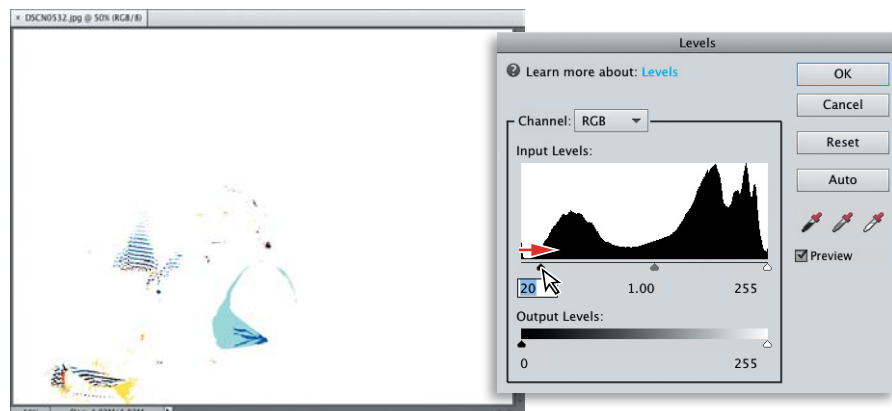 × DSCN0532.jpg @ 50% (RGB/8)
Levels
? Learn more about: Levels
OK
Cancel
Channel: RGB
Reset
Input Levels:
Auto
Preview
20 1.00 255
Output Levels:
0 255